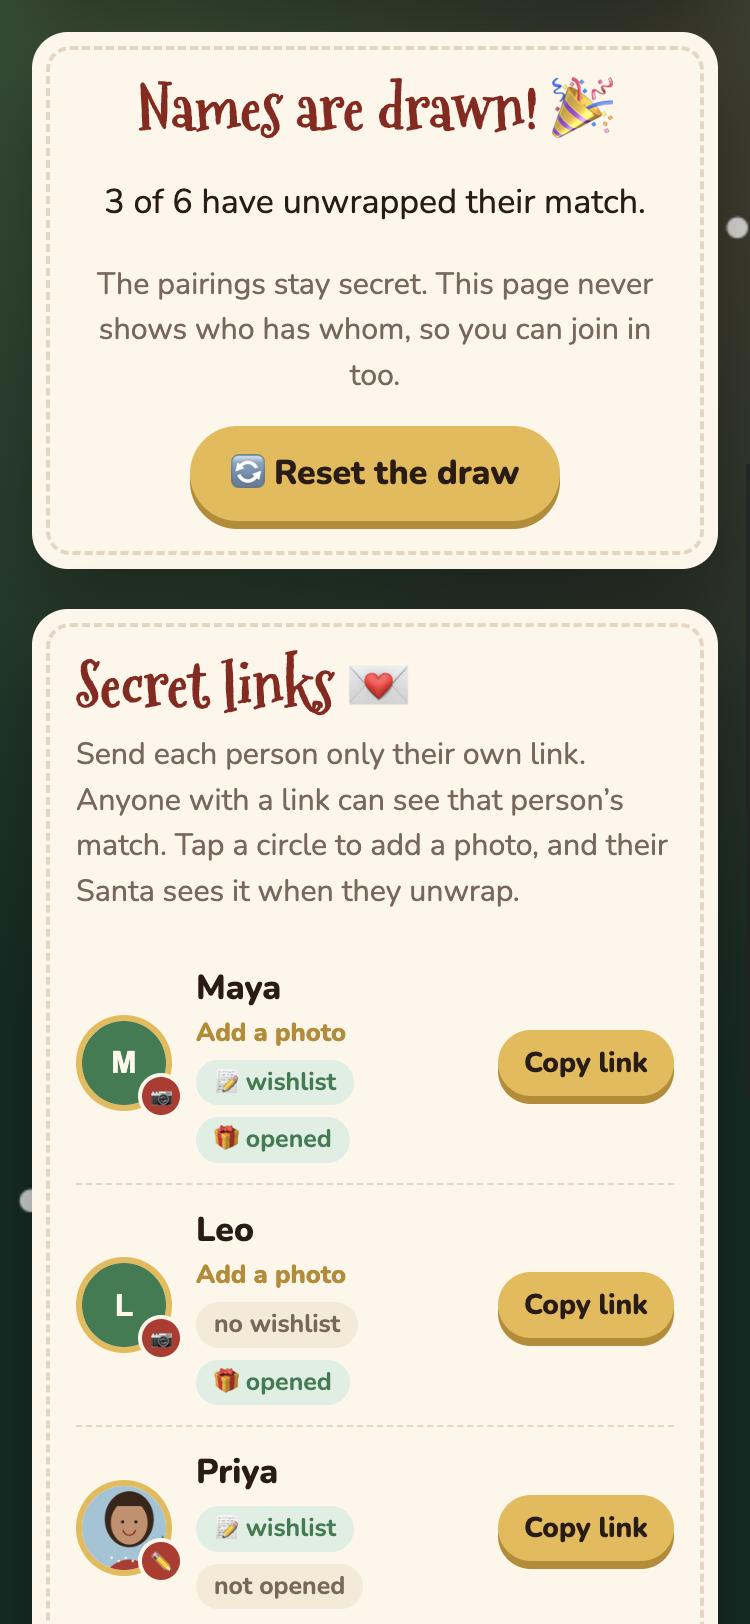 Names are drawn!
3 of 6 have unwrapped their match.
The pairings stay secret. This page never
shows who has whom, so you can join in
too.
Reset the draw
Secret links
Send each person only their own link.
Anyone with a link can see that person’s
match. Tap a circle to add a photo, and their
Santa sees it when they unwrap.
M
Maya
Add a photo
wishlist
opened
Copy link
L
Leo
Add a photo
no wishlist
opened
Copy link
Priya
wishlist
not opened
Copy link